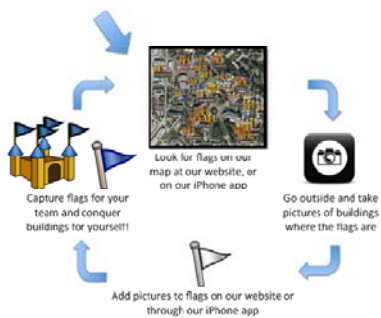 Look for flags on our
map at our website, or
on our iPhone app
Go outside and take
pictures of buildings
where the flags are
Add pictures to flags on our website or
through our iPhone app
Capture flags for your
team and conquer
buildings for yourself!